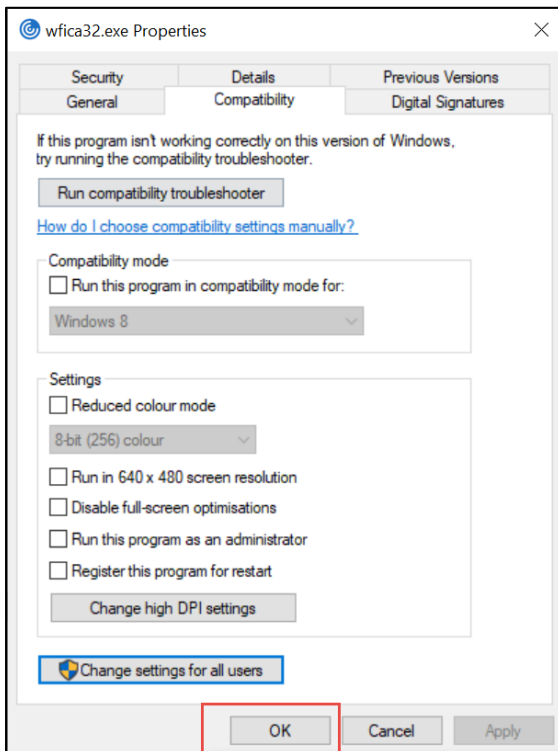 wfica32.exe Properties
Security Details Previous Versions
General Compatibility Digital Signatures
If this program isn't working correctly on this version of Windows,
try running the compatibility troubleshooter.
Run compatibility troubleshooter
How do I choose compatibility settings manually?
Compatibility mode
Run this program in compatibility mode for:
Windows 8
Settings
Reduced colour mode
8-bit (256) colour
Run in 640 x 480 screen resolution
Disable full-screen optimisations
Run this program as an administrator
Register this program for restart
Change high DPI settings
Change settings for all users
OK Cancel Apply